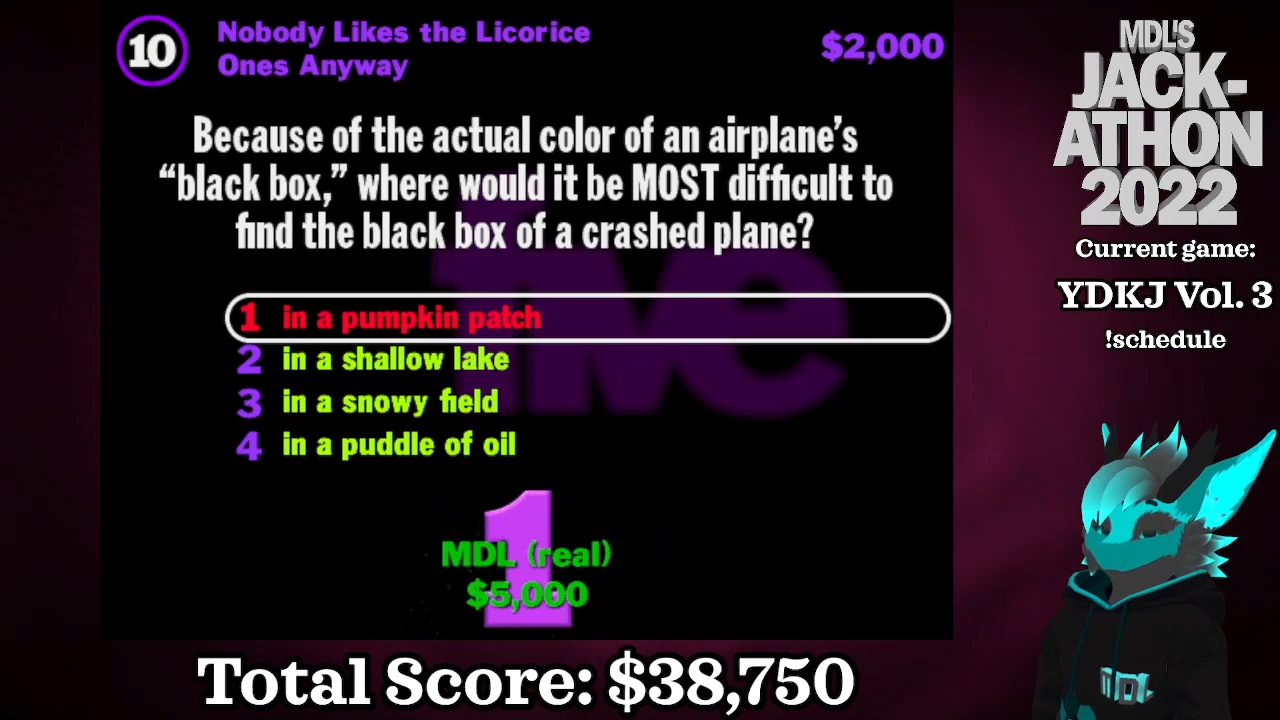 10
Nobody Likes the Licorice
Ones Anyway
$2,000
Because of the actual color of an airplane's
“black box,” where would it be MOST difficult to
find the black box of a crashed plane?
1 in a pumpkin patch
2 in a shallow lake
3 in a snowy field
4 in a puddle of oil
five
1
MDL (real)
$5,000
Total Score: $38,750
MDL'S
JACK-
ATHON
2022
Current game:
YDKJ Vol. 3
!schedule
MDL